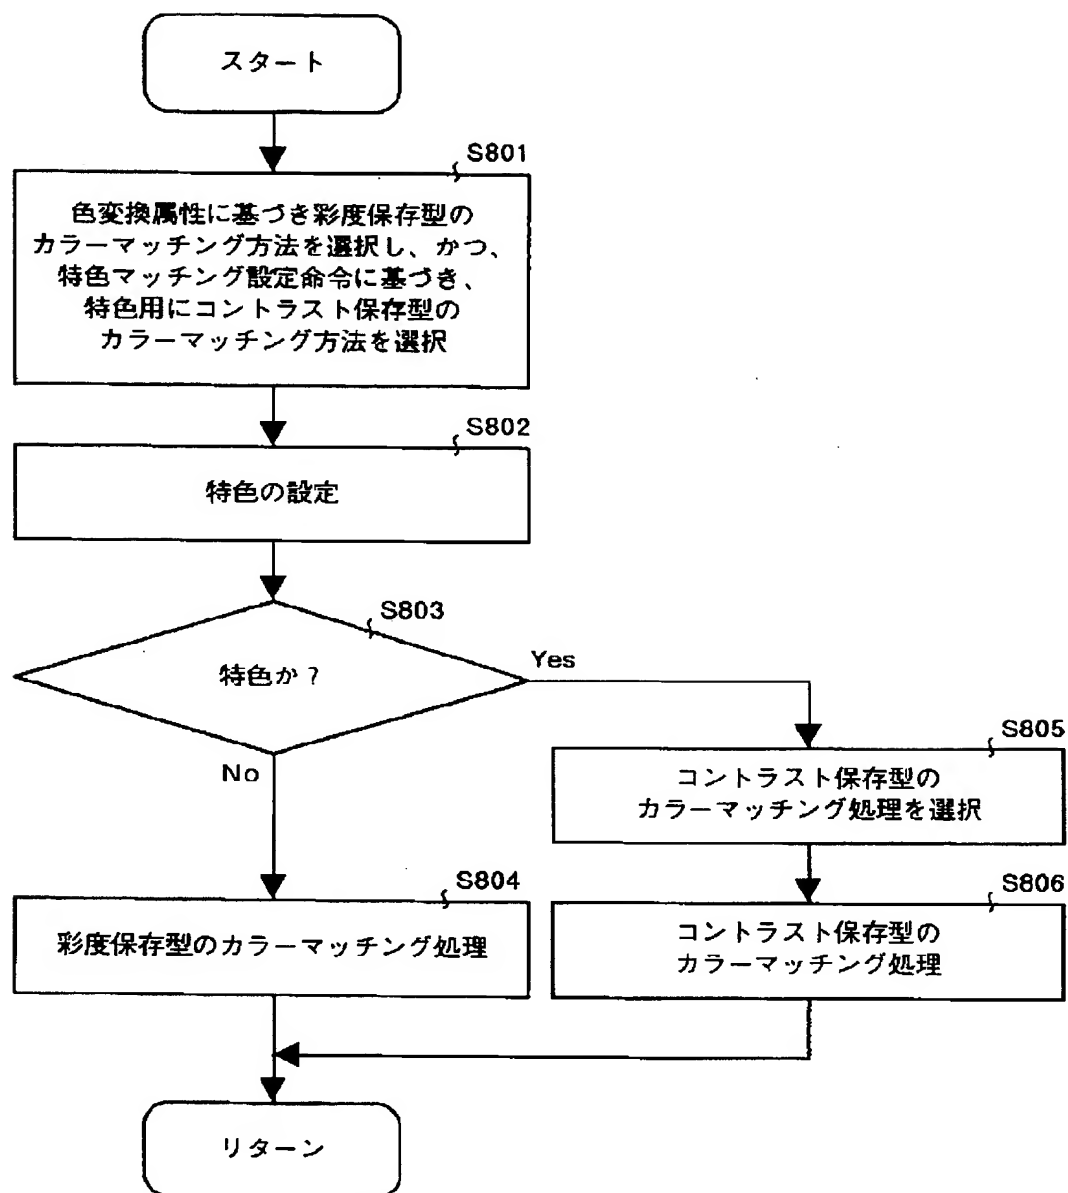 スタート
S801
色変換属性に基づき彩度保存型の
カラーマッチング方法を選択し、かつ、
特色マッチング設定命令に基づき、
特色用にコントラスト保存型の
カラーマッチング方法を選択
S802
特色の設定
S803
特色か？
Yes
No
S805
コントラスト保存型の
カラーマッチング処理を選択
S804
彩度保存型のカラーマッチング処理
S806
コントラスト保存型の
カラーマッチング処理
リターン